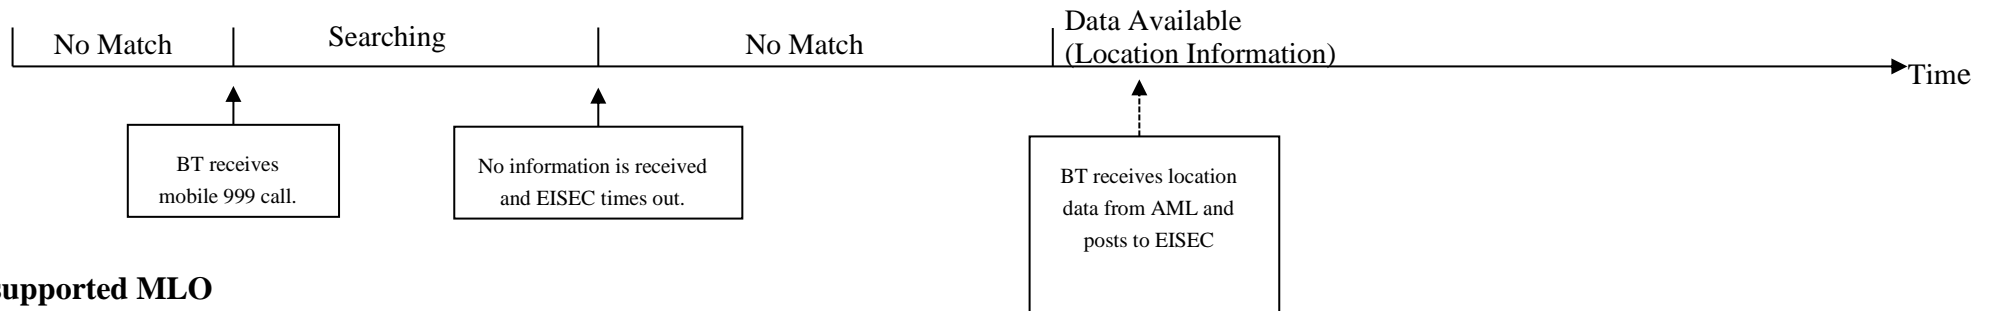 No Match
Searching
No Match
Data Available
(Location Information)
Time
BT receives
mobile 999 call.
No information is received
and EISEC times out.
BT receives location
data from AML and
posts to EISEC
supported MLO